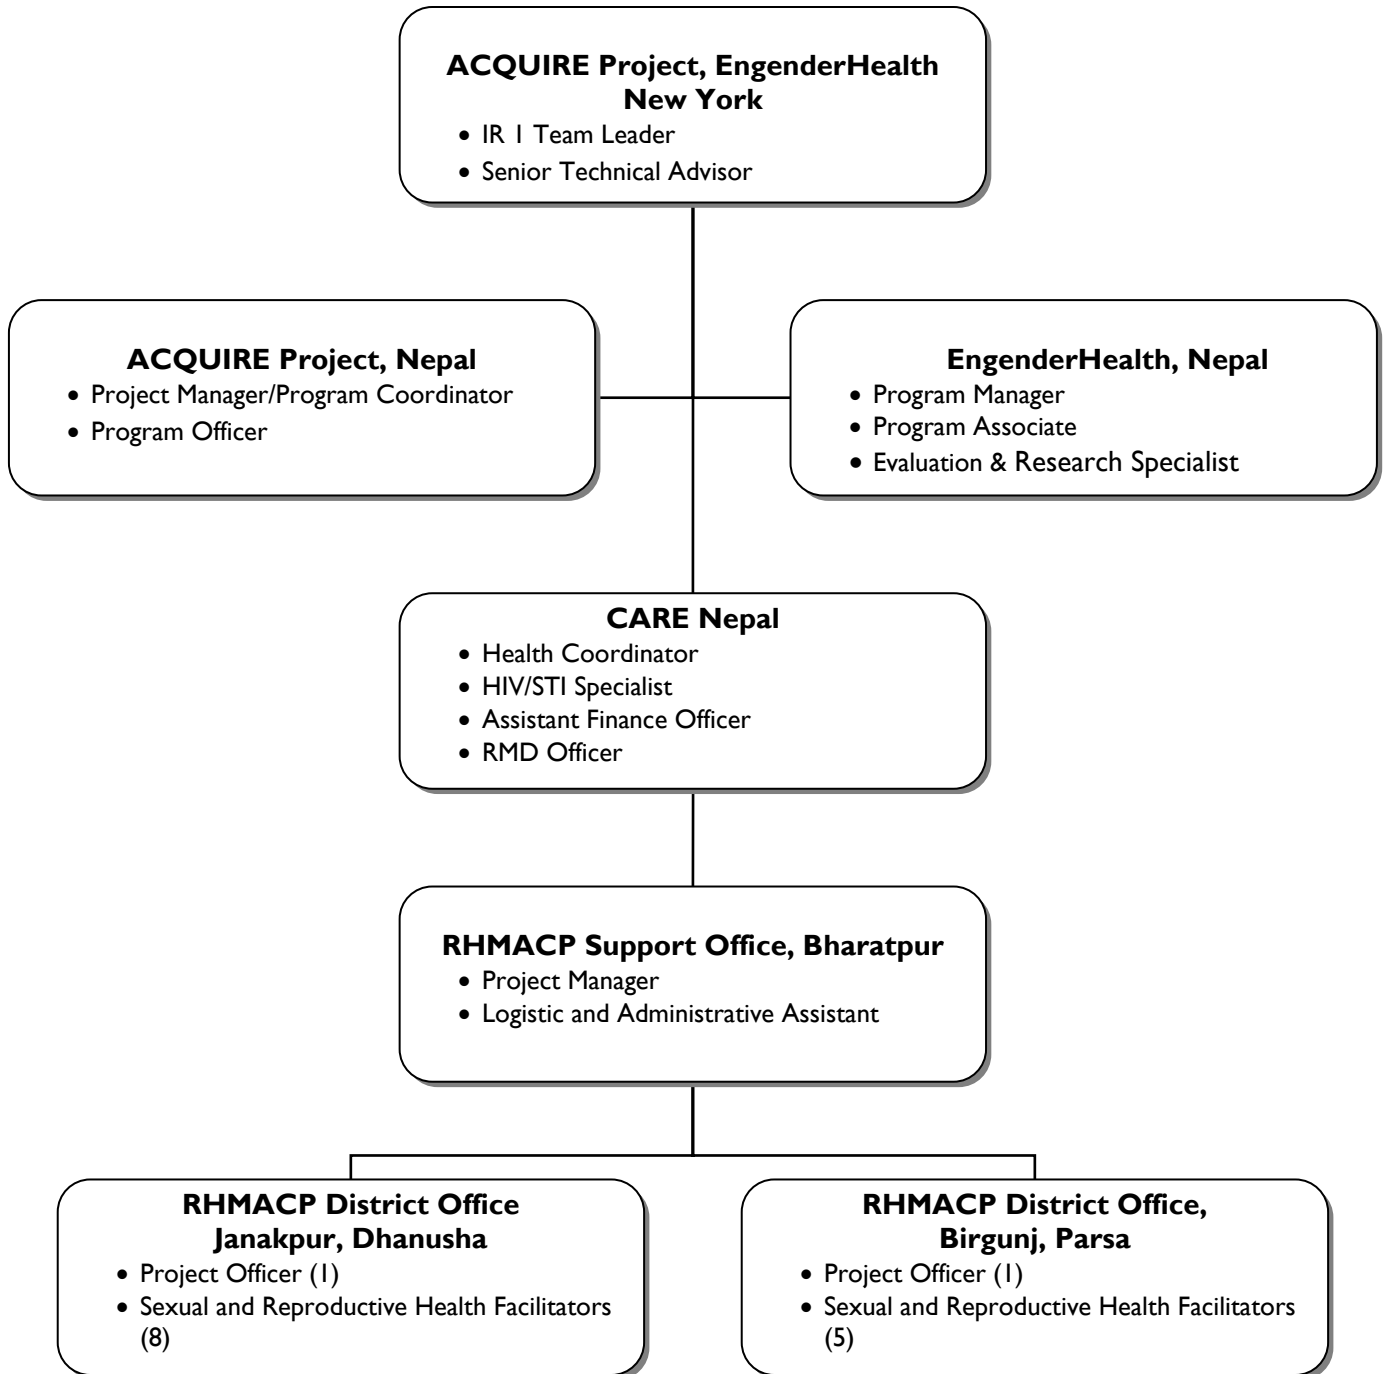 ACQUIRE Project, EngenderHealth
New York
• IR 1 Team Leader
• Senior Technical Advisor
ACQUIRE Project, Nepal
• Project Manager/Program Coordinator
• Program Officer
EngenderHealth, Nepal
• Program Manager
• Program Associate
• Evaluation & Research Specialist
CARE Nepal
• Health Coordinator
• HIV/STI Specialist
• Assistant Finance Officer
• RMD Officer
RHMACP Support Office, Bharatpur
• Project Manager
• Logistic and Administrative Assistant
RHMACP District Office
Janakpur, Dhanusha
• Project Officer (1)
• Sexual and Reproductive Health Facilitators
(8)
RHMACP District Office,
Birgunj, Parsa
• Project Officer (1)
• Sexual and Reproductive Health Facilitators
(5)